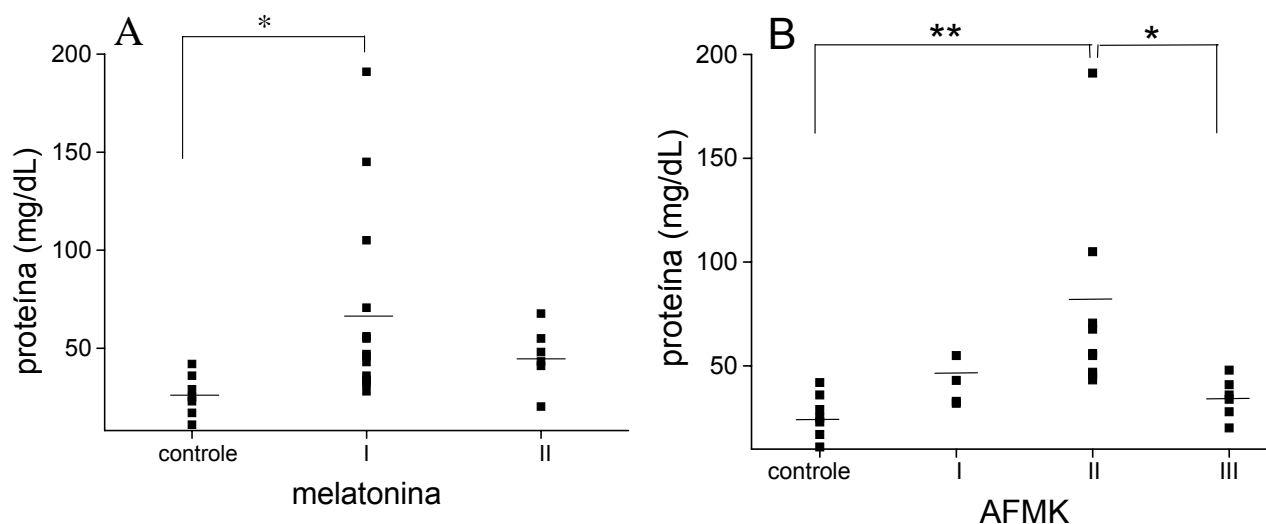 A
*
proteína (mg/dL)
200
150
100
50
controle
I
II
melatonina
B
**
*
proteína (mg/dL)
200
150
100
50
controle
I
II
III
AFMK